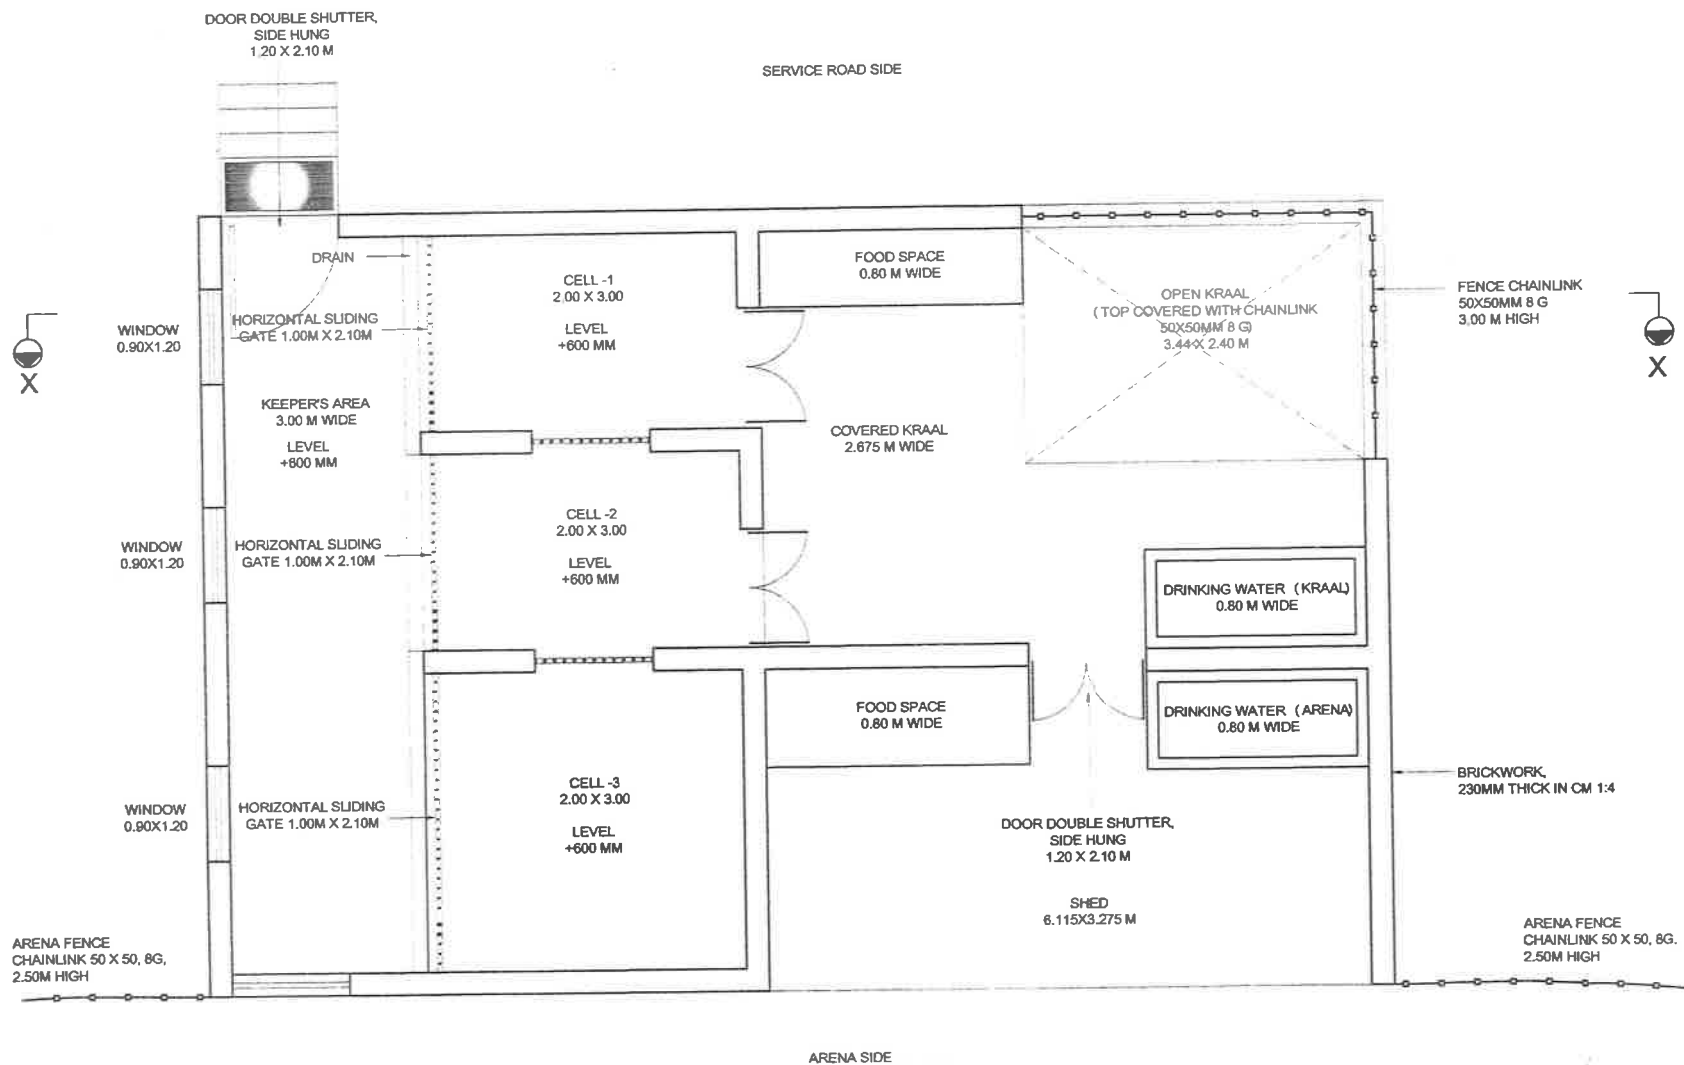 DOOR DOUBLE SHUTTER,
SIDE HUNG
1.20 X 2.10 M
SERVICE ROAD SIDE
DRAIN
HORIZONTAL SLIDING
GATE 1.00M X 2.10M
WINDOW
0.90X1.20
X
KEEPER'S AREA
3.00 M WIDE
LEVEL
+600 MM
CELL -1
2.00 X 3.00
LEVEL
+600 MM
FOOD SPACE
0.80 M WIDE
OPEN KRAAL
( TOP COVERED WITH CHAINLINK
50X50MM 8 G)
3.44 X 2.40 M
FENCE CHAINLINK
50X50MM 8 G
3.00 M HIGH
X
COVERED KRAAL
2.675 M WIDE
WINDOW
0.90X1.20
HORIZONTAL SLIDING
GATE 1.00M X 2.10M
CELL -2
2.00 X 3.00
LEVEL
+600 MM
DRINKING WATER ( KRAAL)
0.80 M WIDE
FOOD SPACE
0.80 M WIDE
DRINKING WATER ( ARENA)
0.80 M WIDE
WINDOW
0.90X1.20
HORIZONTAL SLIDING
GATE 1.00M X 2.10M
CELL -3
2.00 X 3.00
LEVEL
+600 MM
DOOR DOUBLE SHUTTER,
SIDE HUNG
1.20 X 2.10 M
SHED
6.115X3.275 M
BRICKWORK,
230MM THICK IN CM 1:4
ARENA FENCE
CHAINLINK 50 X 50, 8G,
2.50M HIGH
ARENA FENCE
CHAINLINK 50 X 50, 8G.
2.50M HIGH
ARENA SIDE